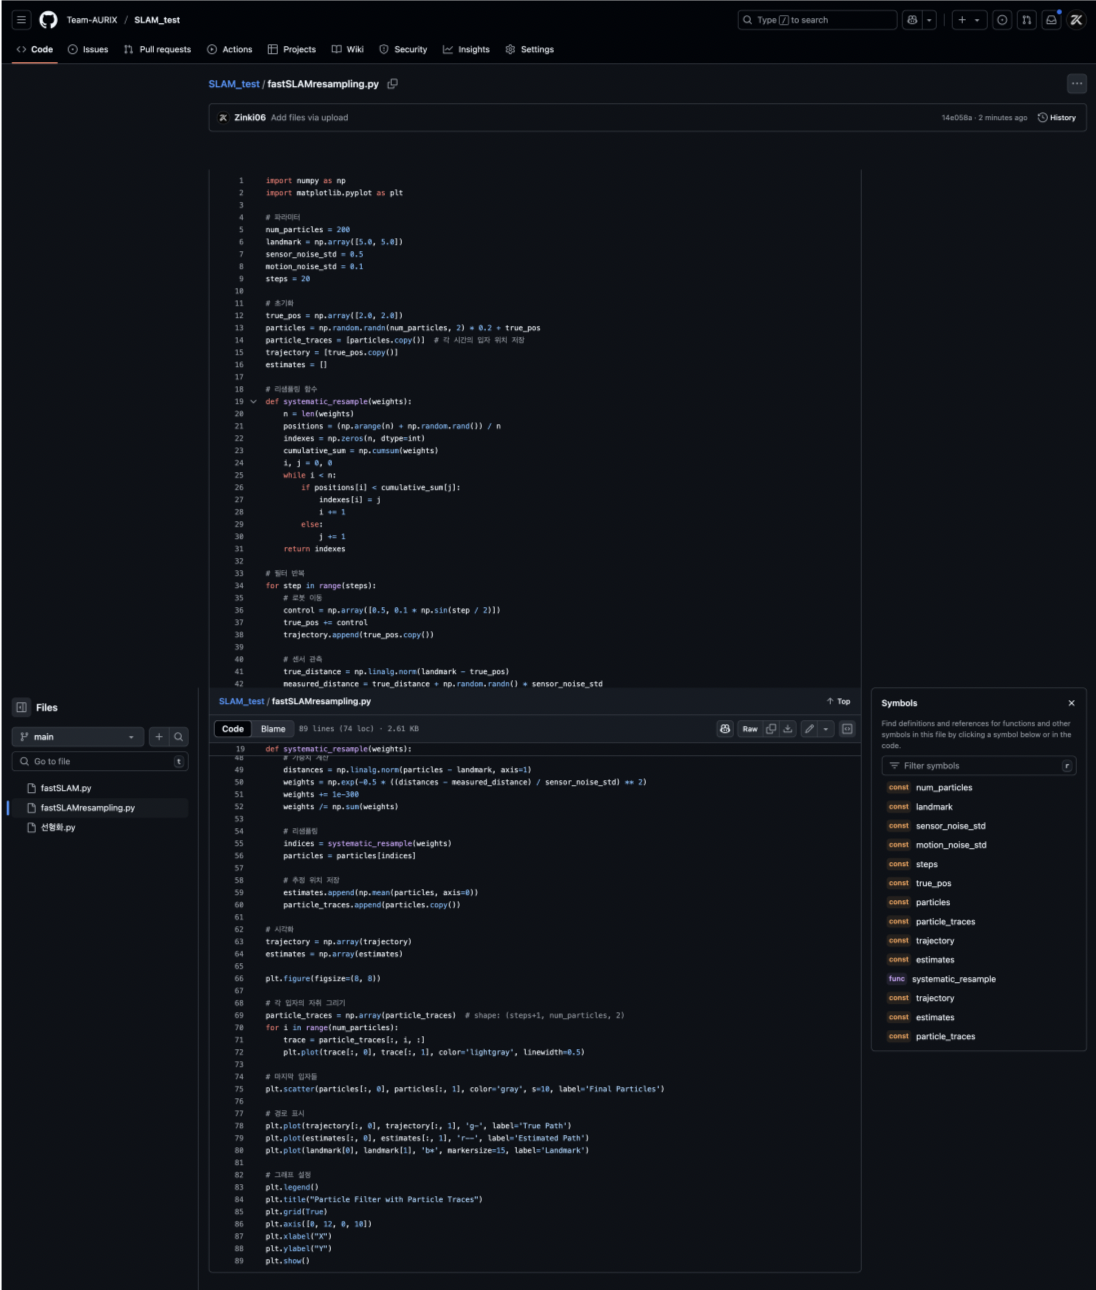 Team-AURIX / SLAM_test
Type / to search
Code
Issues
Pull requests
Actions
Projects
Wiki
Security
Insights
Settings
SLAM_test / fastSLAMresampling.py
Zinki06 Add files via upload
14e058a · 2 minutes ago
History
1 import numpy as np
2 import matplotlib.pyplot as plt
3
4 # 파라미터
5 num_particles = 200
6 landmark = np.array([5.0, 5.0])
7 sensor_noise_std = 0.5
8 motion_noise_std = 0.1
9 steps = 20
10
11 # 초기화
12 true_pos = np.array([2.0, 2.0])
13 particles = np.random.randn(num_particles, 2) * 0.2 + true_pos
14 particle_traces = [particles.copy()]  # 각 시간의 입자 위치 저장
15 trajectory = [true_pos.copy()]
16 estimates = []
17
18 # 리샘플링 함수
19 def systematic_resample(weights):
20     n = len(weights)
21     positions = (np.arange(n) + np.random.rand()) / n
22     indexes = np.zeros(n, dtype=int)
23     cumulative_sum = np.cumsum(weights)
24     i, j = 0, 0
25     while i < n:
26         if positions[i] < cumulative_sum[j]:
27             indexes[i] = j
28             i += 1
29         else:
30             j += 1
31     return indexes
32
33 # 필터 반복
34 for step in range(steps):
35     # 로봇 이동
36     control = np.array([0.5, 0.1 * np.sin(step / 2)])
37     true_pos += control
38     trajectory.append(true_pos.copy())
39
40     # 센서 관측
41     true_distance = np.linalg.norm(landmark - true_pos)
42     measured_distance = true_distance + np.random.randn() * sensor_noise_std
Files
main
Go to file
t
fastSLAM.py
fastSLAMresampling.py
선형화.py
SLAM_test / fastSLAMresampling.py
↑ Top
Code
Blame
89 lines (74 loc) · 2.61 KB
Raw
19 def systematic_resample(weights):
48     # 가중치 계산
49     distances = np.linalg.norm(particles - landmark, axis=1)
50     weights = np.exp(-0.5 * ((distances - measured_distance) / sensor_noise_std) ** 2)
51     weights += 1e-300
52     weights /= np.sum(weights)
53
54     # 리샘플링
55     indices = systematic_resample(weights)
56     particles = particles[indices]
57
58     # 추정 위치 저장
59     estimates.append(np.mean(particles, axis=0))
60     particle_traces.append(particles.copy())
61
62 # 시각화
63 trajectory = np.array(trajectory)
64 estimates = np.array(estimates)
65
66 plt.figure(figsize=(8, 8))
67
68 # 각 입자의 자취 그리기
69 particle_traces = np.array(particle_traces)  # shape: (steps+1, num_particles, 2)
70 for i in range(num_particles):
71     trace = particle_traces[:, i, :]
72     plt.plot(trace[:, 0], trace[:, 1], color='lightgray', linewidth=0.5)
73
74 # 마지막 입자들
75 plt.scatter(particles[:, 0], particles[:, 1], color='gray', s=10, label='Final Particles')
76
77 # 경로 표시
78 plt.plot(trajectory[:, 0], trajectory[:, 1], 'g-', label='True Path')
79 plt.plot(estimates[:, 0], estimates[:, 1], 'r--', label='Estimated Path')
80 plt.plot(landmark[0], landmark[1], 'b*', markersize=15, label='Landmark')
81
82 # 그래프 설정
83 plt.legend()
84 plt.title("Particle Filter with Particle Traces")
85 plt.grid(True)
86 plt.axis([0, 12, 0, 10])
87 plt.xlabel("X")
88 plt.ylabel("Y")
89 plt.show()
Symbols
Find definitions and references for functions and other
symbols in this file by clicking a symbol below or in the
code.
Filter symbols
r
const num_particles
const landmark
const sensor_noise_std
const motion_noise_std
const steps
const true_pos
const particles
const particle_traces
const trajectory
const estimates
func systematic_resample
const trajectory
const estimates
const particle_traces